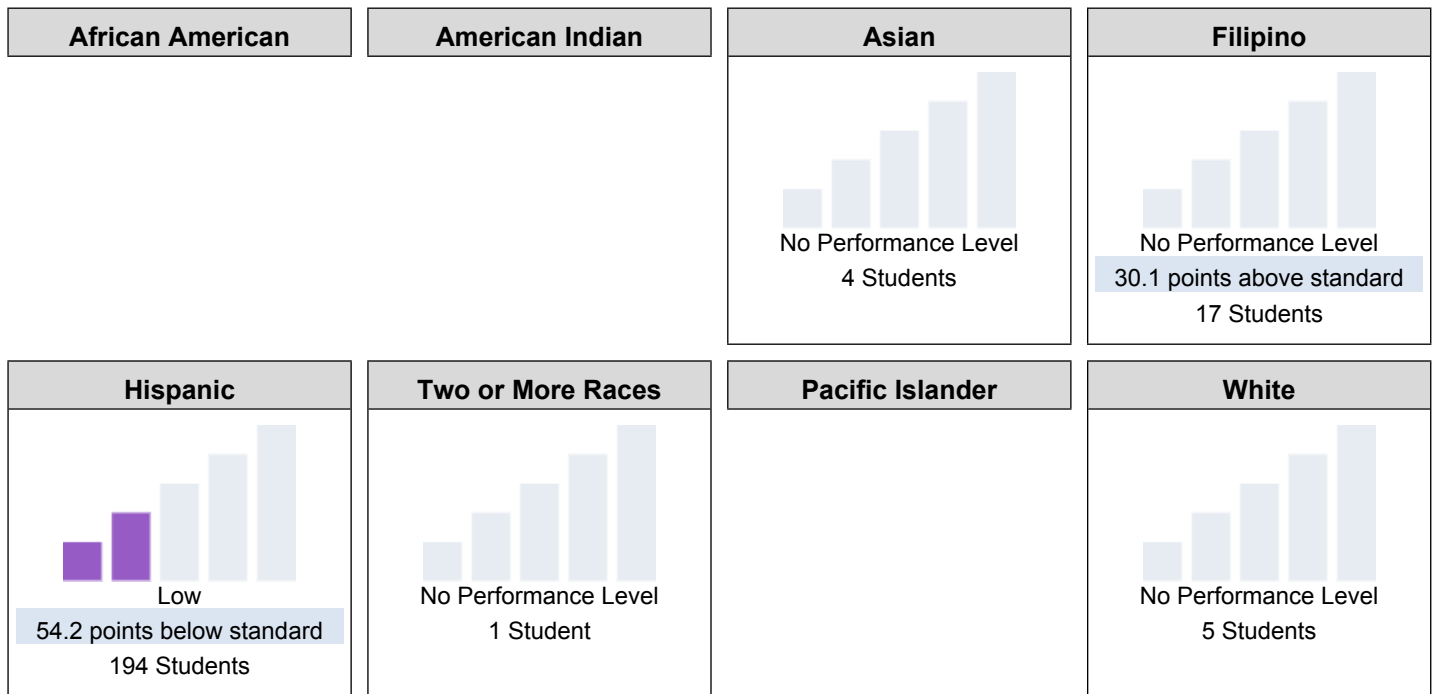 African American
American Indian
Asian
Filipino
No Performance Level
4 Students
No Performance Level
30.1 points above standard
17 Students
Hispanic
Two or More Races
Pacific Islander
White
Low
54.2 points below standard
194 Students
No Performance Level
1 Student
No Performance Level
5 Students